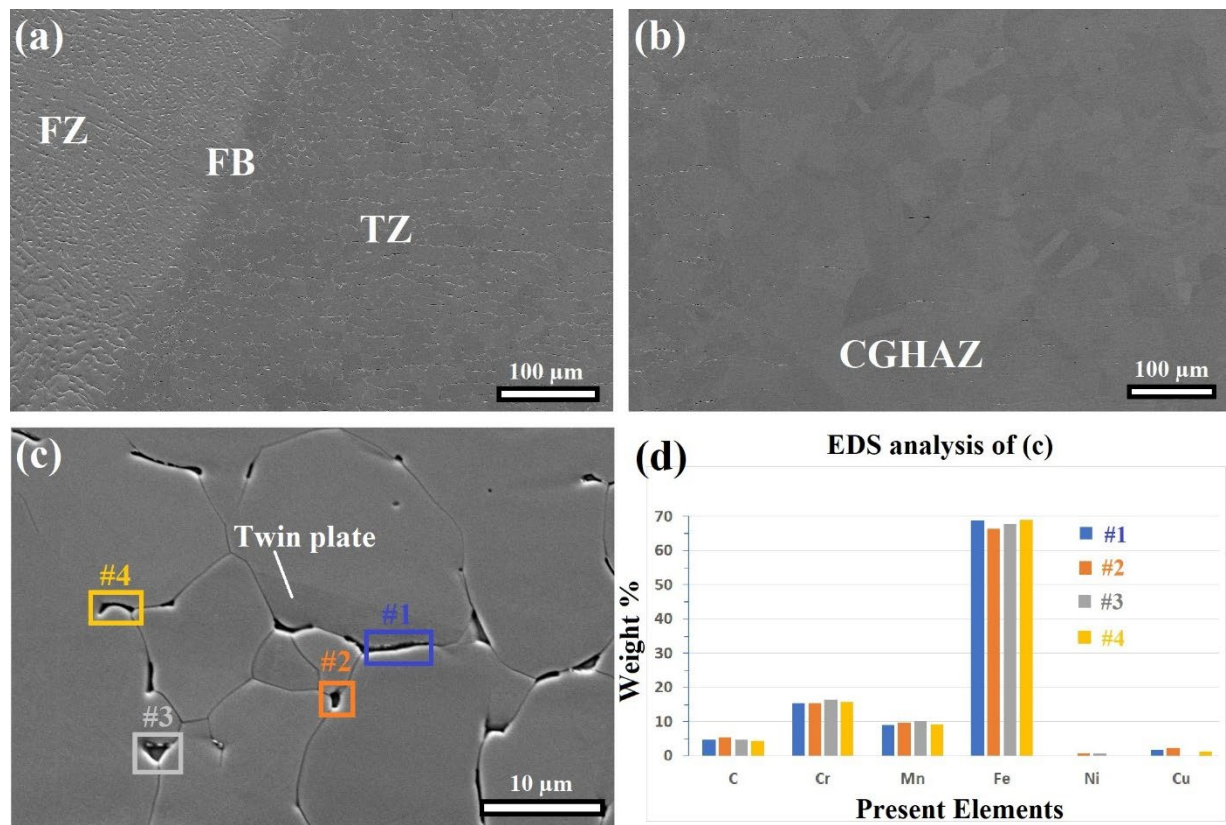 (a)
FZ
FB
TZ
100 µm
(b)
CGHAZ
100 µm
(c)
Twin plate
#4
#1
#2
#3
10 µm
(d)
EDS analysis of (c)
Weight %
70
60
50
40
30
20
10
0
#1
#2
#3
#4
C Cr Mn Fe Ni Cu
Present Elements